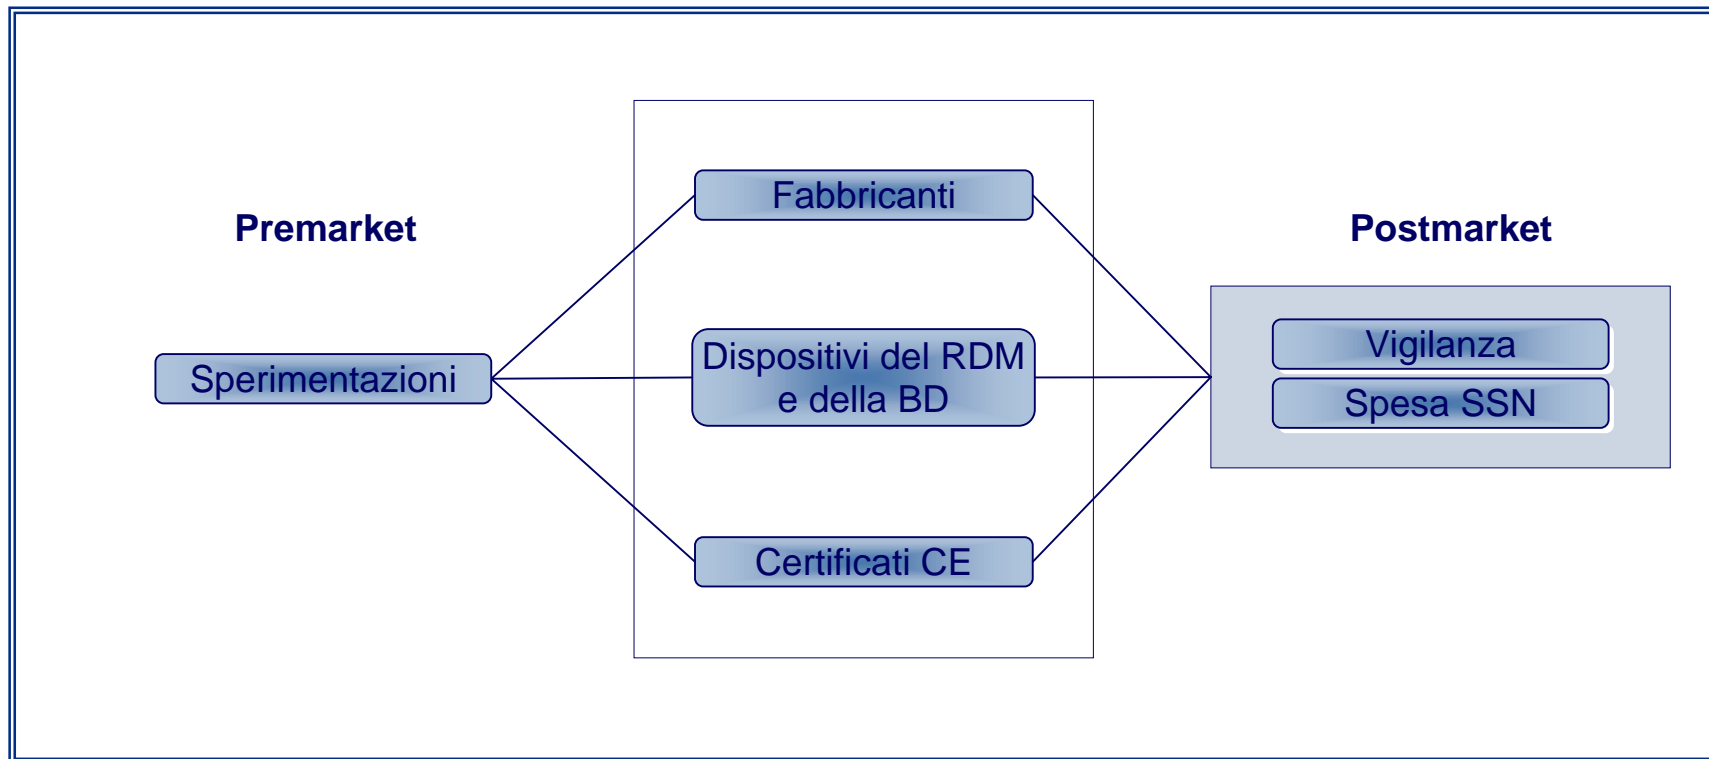 Premarket
Sperimentazioni
Fabbricanti
Dispositivi del RDM
e della BD
Certificati CE
Postmarket
Vigilanza
Spesa SSN